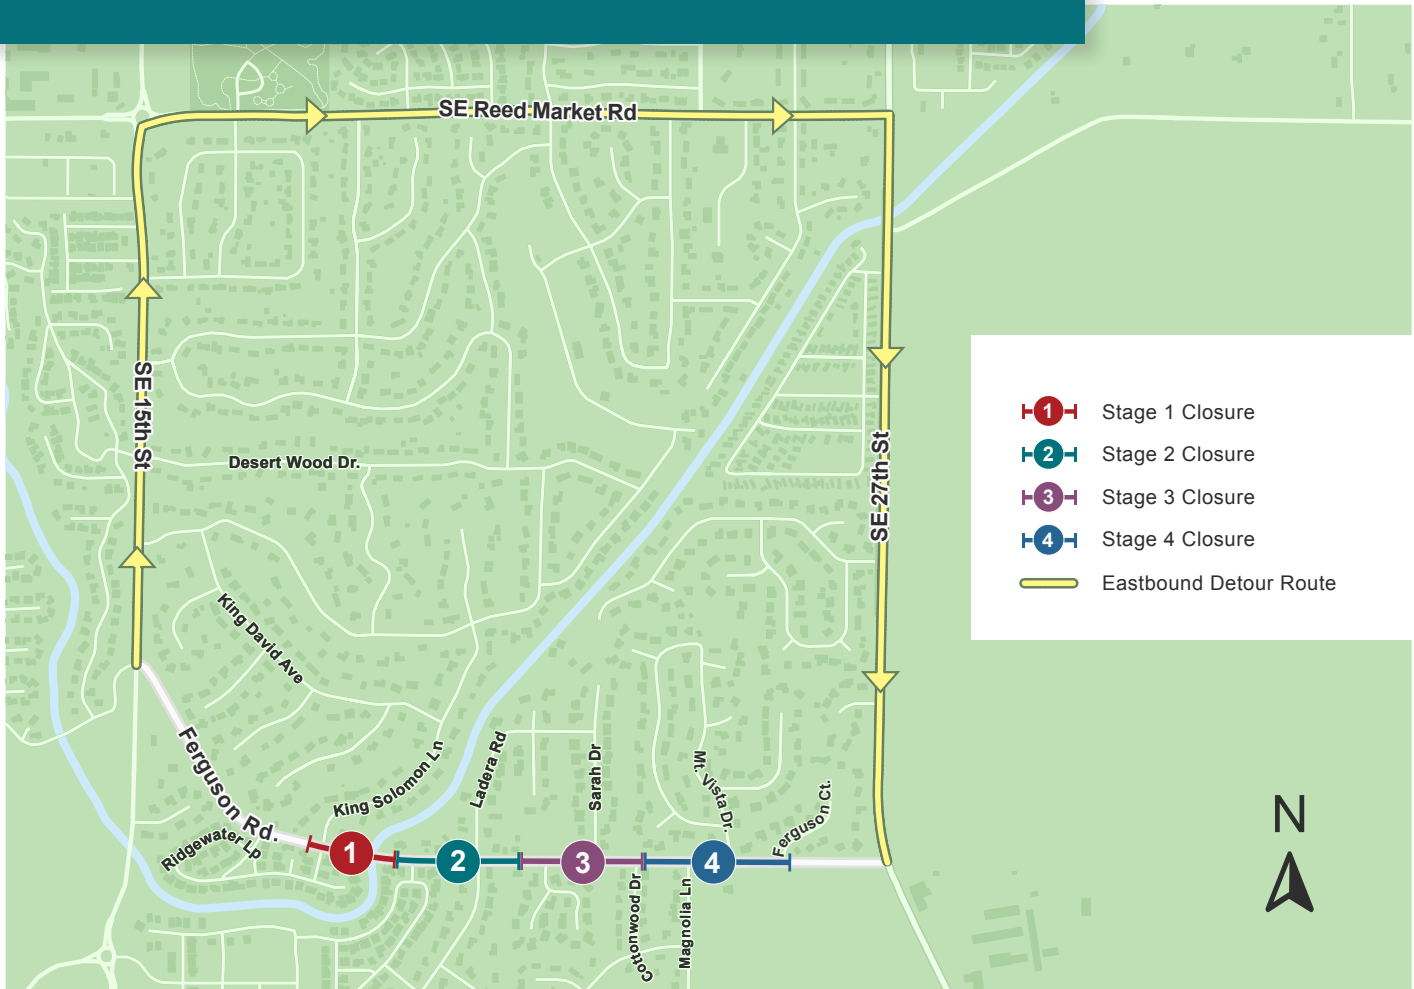 SE Reed Market Rd
SE 15th St
Desert Wood Dr.
SE 27th St
1 Stage 1 Closure
2 Stage 2 Closure
3 Stage 3 Closure
4 Stage 4 Closure
Eastbound Detour Route
King David Ave
Ferguson Rd.
King Solomon Ln
Ladera Rd
Sarah Dr
Mt. Vista Dr.
Ferguson Ct.
Ridgewater Lp
1
2
3
4
Cottonwood Dr
Magnolia Ln
N